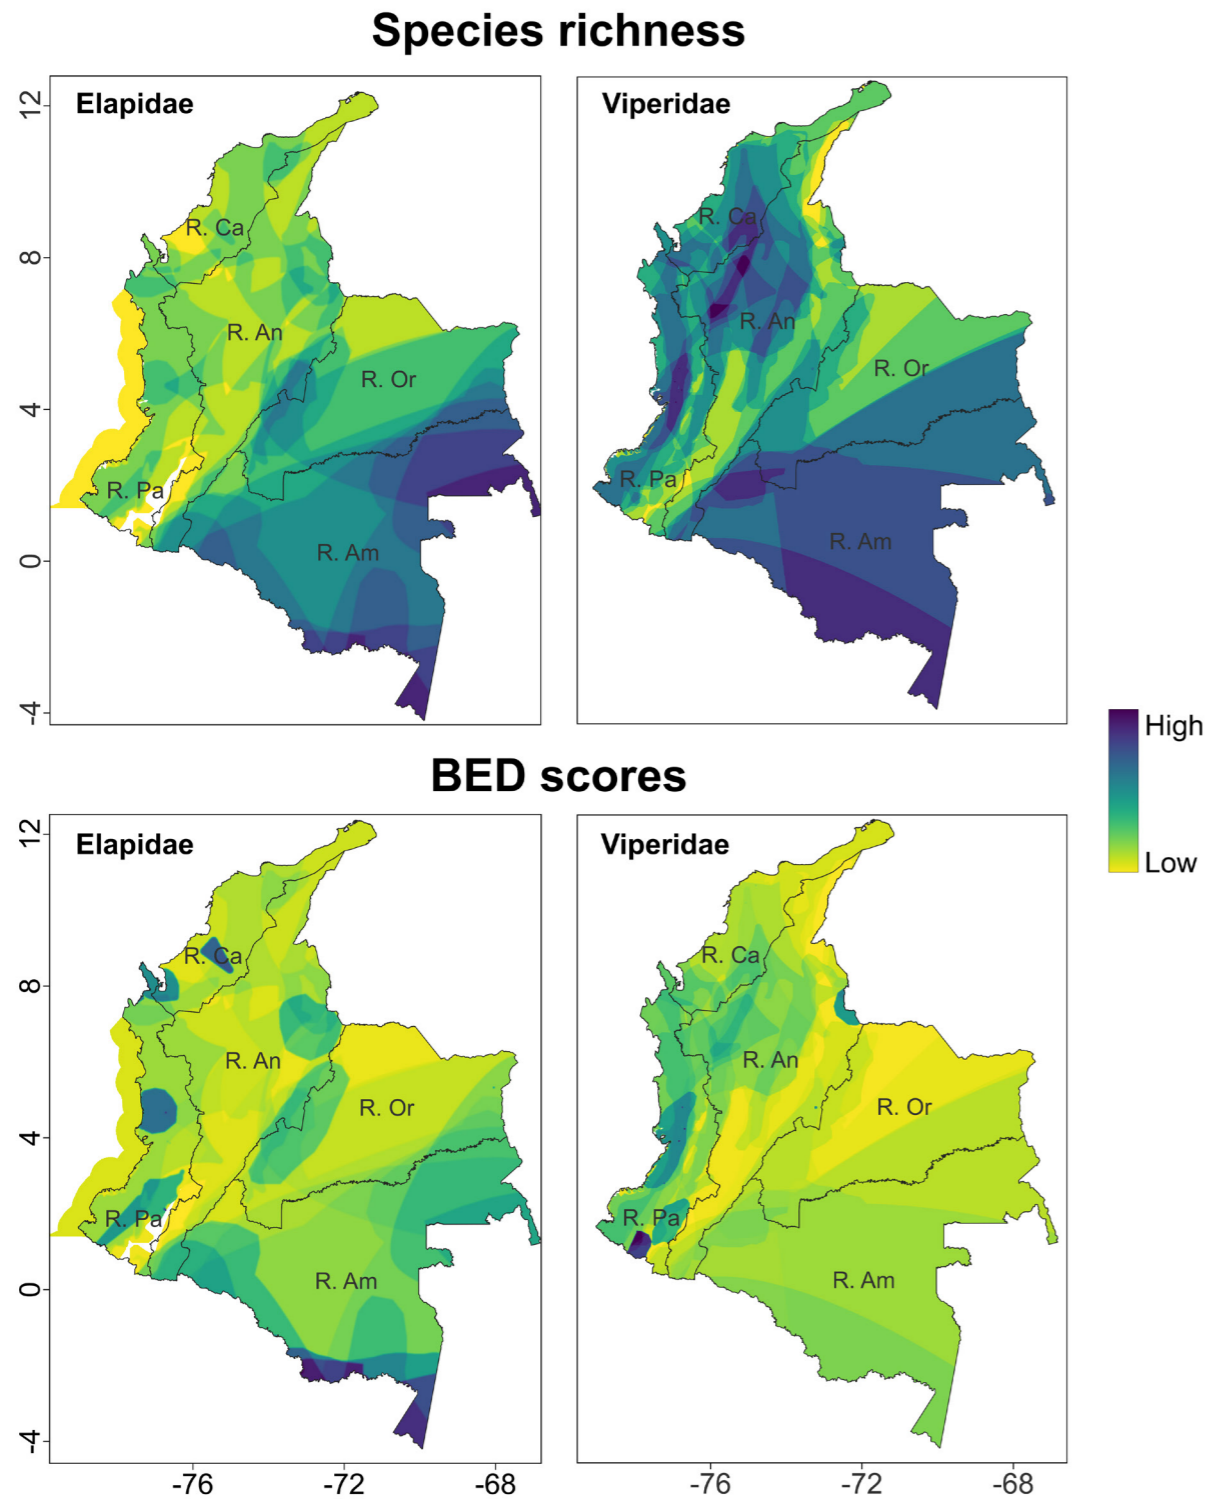 Species richness
Elapidae
Viperidae
12
8
4
0
-4
R. Ca
R. An
R. Or
R. Pa
R. Am
R. Ca
R. An
R. Or
R. Pa
R. Am
High
Low
BED scores
Elapidae
Viperidae
12
8
4
0
-4
R. Ca
R. An
R. Or
R. Pa
R. Am
R. Ca
R. An
R. Or
R. Pa
R. Am
-76
-72
-68
-76
-72
-68